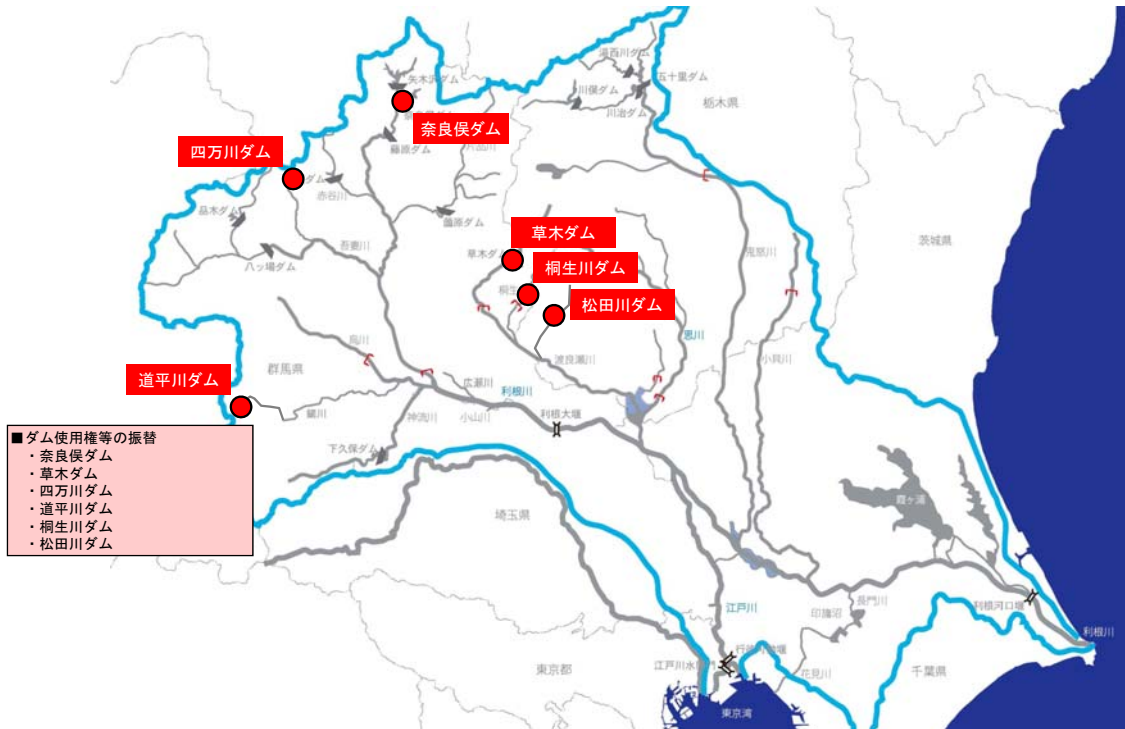 湯西川ダム
五十里ダム
川俣ダム
川治ダム
栃木県
矢木沢ダム
奈良俣ダム
藤原ダム
片品川
四万川ダム
ダム
赤谷川
品木ダム
薗原ダム
吾妻川
八ッ場ダム
草木ダム
草木ダム
桐生川ダム
桐生
松田川ダム
鬼怒川
茨城県
思川
小貝川
渡良瀬川
烏川
群馬県
道平川ダム
鏑川
広瀬川
利根川
利根大堰
神流川
小山川
下久保ダム
■ダム使用権等の振替
・奈良俣ダム
・草木ダム
・四万川ダム
・道平川ダム
・桐生川ダム
・松田川ダム
埼玉県
霞ヶ浦
江戸川
印旛沼
長門川
利根河口堰
利根川
東京都
江戸川水門
花見川
千葉県
東京湾